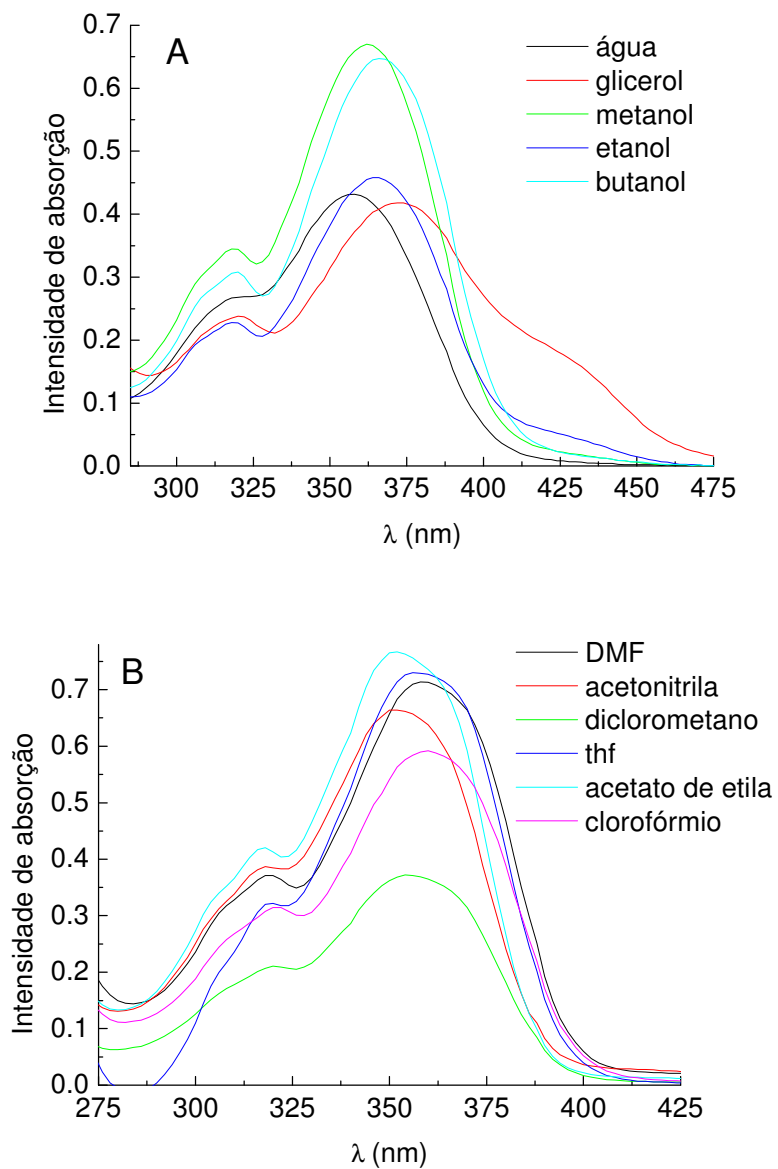 A
água
glicerol
metanol
etanol
butanol
Intensidade de absorção
0.7
0.6
0.5
0.4
0.3
0.2
0.1
0.0
300 325 350 375 400 425 450 475
λ (nm)
B
DMF
acetonitrila
diclorometano
thf
acetato de etila
clorofórmio
Intensidade de absorção
0.7
0.6
0.5
0.4
0.3
0.2
0.1
0.0
275 300 325 350 375 400 425
λ (nm)